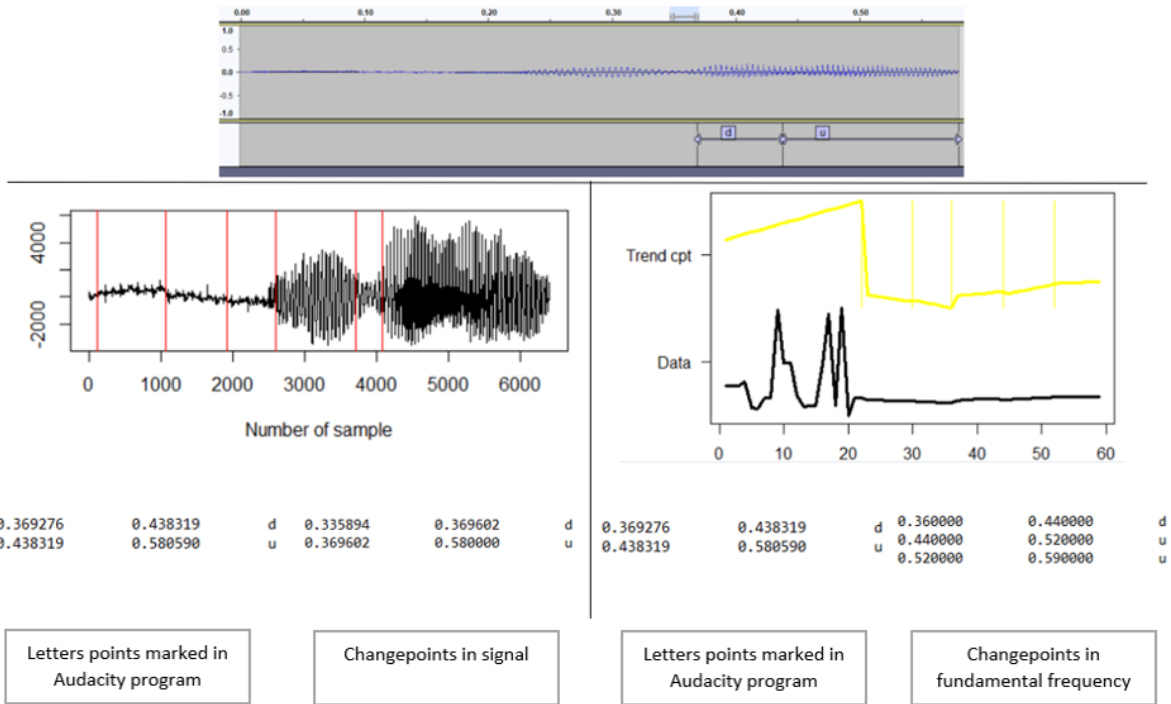 0.00 0.10 0.20 0.30 0.40 0.50
1.0
0.5
0.0
-0.5
-1.0
d u
4000
-2000
0 1000 2000 3000 4000 5000 6000
Number of sample
Trend cpt
Data
0 10 20 30 40 50 60
0.369276 0.438319 d 0.335894 0.369602 d
0.438319 0.580590 u 0.369602 0.580000 u
0.369276 0.438319 d 0.360000 0.440000 d
0.438319 0.580590 u 0.440000 0.520000 u
0.520000 0.590000 u
Letters points marked in
Audacity program
Changepoints in signal
Letters points marked in
Audacity program
Changepoints in
fundamental frequency